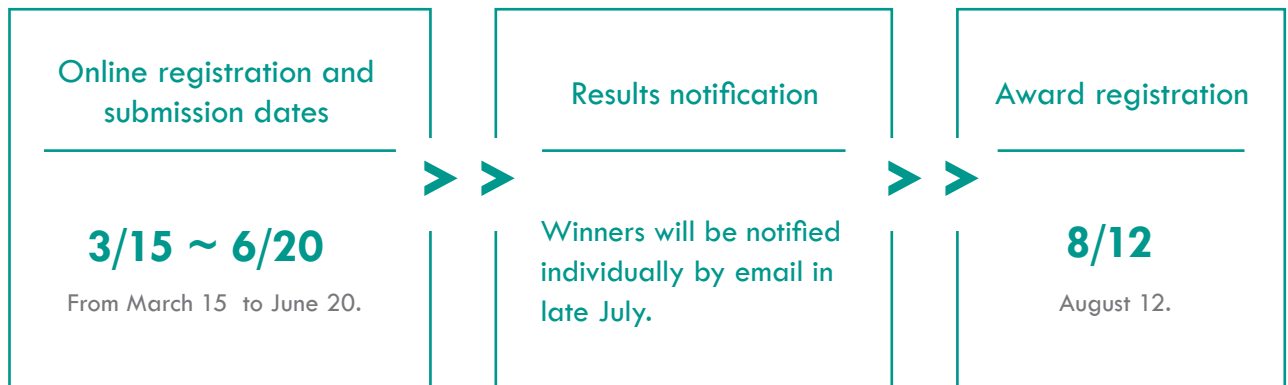 Online registration and
submission dates
3/15 ~ 6/20
From March 15 to June 20.
Results notification
Winners will be notified
individually by email in
late July.
Award registration
8/12
August 12.